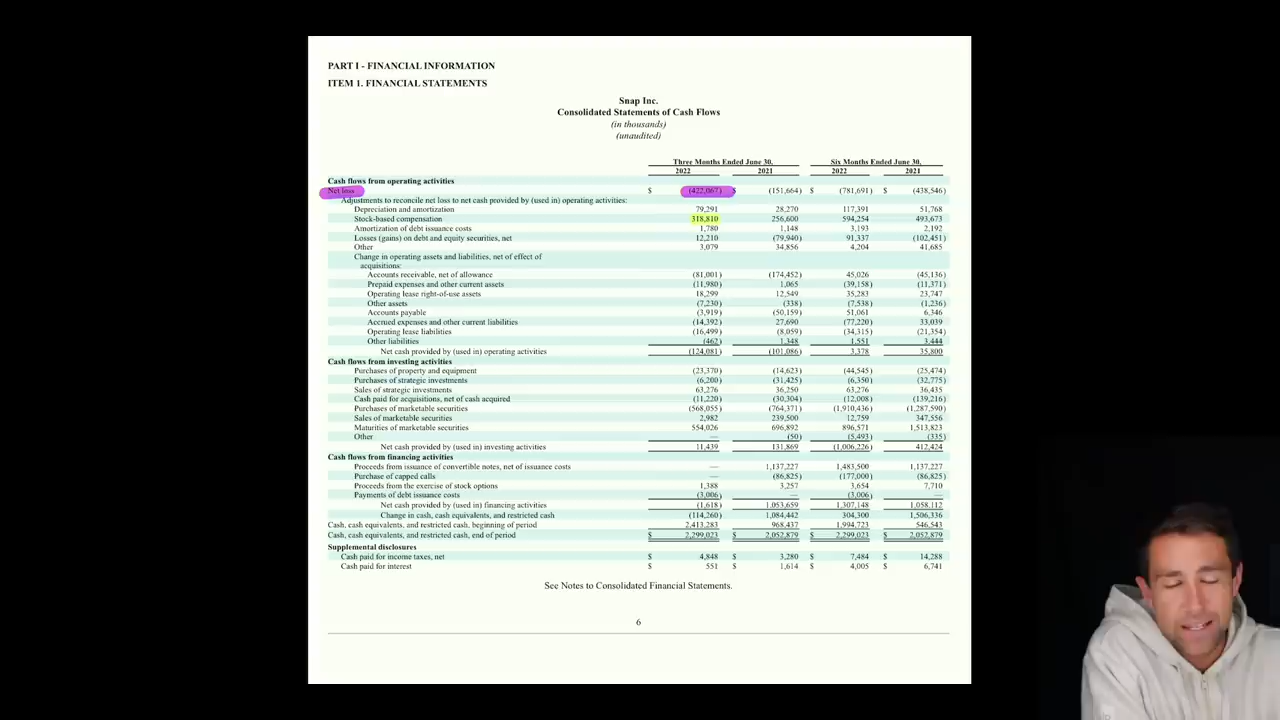 PART I - FINANCIAL INFORMATION
ITEM 1. FINANCIAL STATEMENTS
Snap Inc.
Consolidated Statements of Cash Flows
(in thousands)
(unaudited)
Three Months Ended June 30, Six Months Ended June 30,
2022 2021 2022 2021
Cash flows from operating activities
Net loss $ (422,067) $ (151,664) $ (781,691) $ (438,546)
Adjustments to reconcile net loss to net cash provided by (used in) operating activities:
Depreciation and amortization 79,291 28,270 117,391 51,768
Stock-based compensation 318,810 256,600 594,254 493,673
Amortization of debt issuance costs 1,780 1,148 3,193 2,192
Losses (gains) on debt and equity securities, net 12,210 (79,940) 91,337 (102,451)
Other 3,079 34,856 4,204 41,685
Change in operating assets and liabilities, net of effect of
acquisitions:
Accounts receivable, net of allowance (81,001) (174,452) 45,026 (45,136)
Prepaid expenses and other current assets (11,980) 1,065 (39,158) (11,371)
Operating lease right-of-use assets 18,299 12,549 35,283 23,747
Other assets (7,230) (338) (7,538) (1,236)
Accounts payable (3,919) (50,159) 51,061 6,346
Accrued expenses and other current liabilities (14,392) 27,690 (77,220) 33,039
Operating lease liabilities (16,499) (8,059) (34,315) (21,354)
Other liabilities (462) 1,348 1,551 3,444
Net cash provided by (used in) operating activities (124,081) (101,086) 3,378 35,800
Cash flows from investing activities
Purchases of property and equipment (23,370) (14,623) (44,545) (25,474)
Purchases of strategic investments (6,200) (31,425) (6,350) (32,775)
Sales of strategic investments 63,276 36,250 63,276 36,435
Cash paid for acquisitions, net of cash acquired (11,220) (30,304) (12,008) (139,216)
Purchases of marketable securities (568,055) (764,371) (1,910,436) (1,287,590)
Sales of marketable securities 2,982 239,500 12,759 347,556
Maturities of marketable securities 554,026 696,892 896,571 1,513,823
Other — (50) (5,493) (335)
Net cash provided by (used in) investing activities 11,439 131,869 (1,006,226) 412,424
Cash flows from financing activities
Proceeds from issuance of convertible notes, net of issuance costs — 1,137,227 1,483,500 1,137,227
Purchase of capped calls — (86,825) (177,000) (86,825)
Proceeds from the exercise of stock options 1,388 3,257 3,654 7,710
Payments of debt issuance costs (3,006) — (3,006) —
Net cash provided by (used in) financing activities (1,618) 1,053,659 1,307,148 1,058,112
Change in cash, cash equivalents, and restricted cash (114,260) 1,084,442 304,300 1,506,336
Cash, cash equivalents, and restricted cash, beginning of period 2,413,283 968,437 1,994,723 546,543
Cash, cash equivalents, and restricted cash, end of period $ 2,299,023 $ 2,052,879 $ 2,299,023 $ 2,052,879
Supplemental disclosures
Cash paid for income taxes, net $ 4,848 $ 3,280 $ 7,484 $ 14,288
Cash paid for interest $ 551 $ 1,614 $ 4,005 $ 6,741
See Notes to Consolidated Financial Statements.
6